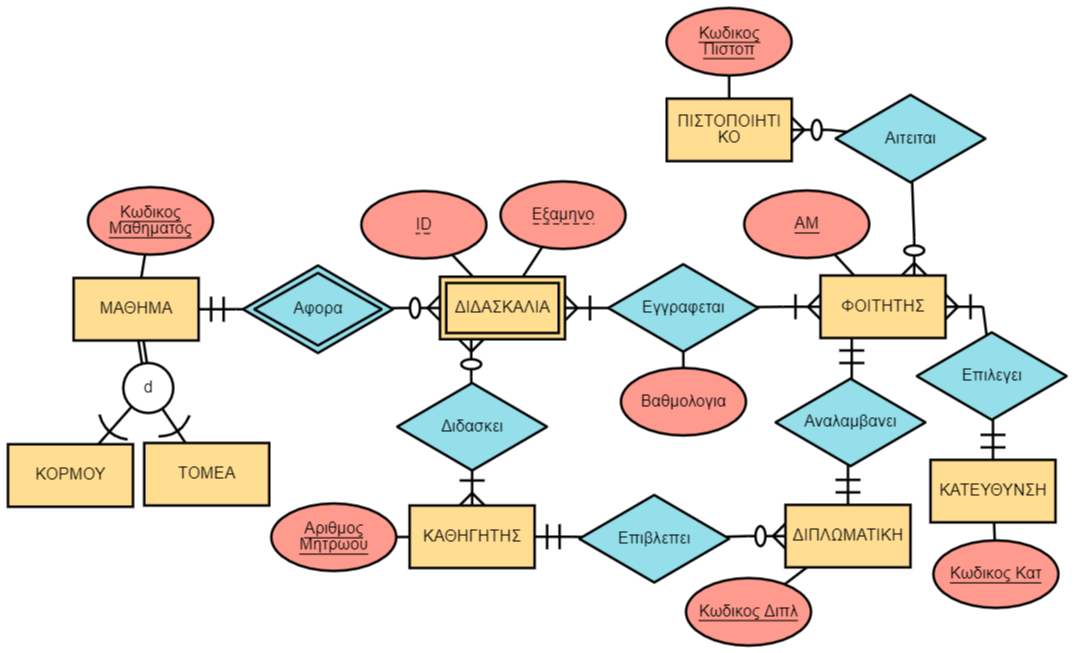 Κωδικος
Πιστοπ
ΠΙΣΤΟΠΟΙΗΤΙ
ΚΟ
Αιτειται
Κωδικος
Μαθηματος
ID
Εξαμηνο
ΑΜ
ΜΑΘΗΜΑ
Αφορα
ΔΙΔΑΣΚΑΛΙΑ
Εγγραφεται
ΦΟΙΤΗΤΗΣ
d
Βαθμολογια
Επιλεγει
Διδασκει
Αναλαμβανει
ΚΟΡΜΟΥ
ΤΟΜΕΑ
ΚΑΤΕΥΘΥΝΣΗ
Αριθμος
Μητρωου
ΚΑΘΗΓΗΤΗΣ
Επιβλεπει
ΔΙΠΛΩΜΑΤΙΚΗ
Κωδικος Διπλ
Κωδικος Κατ